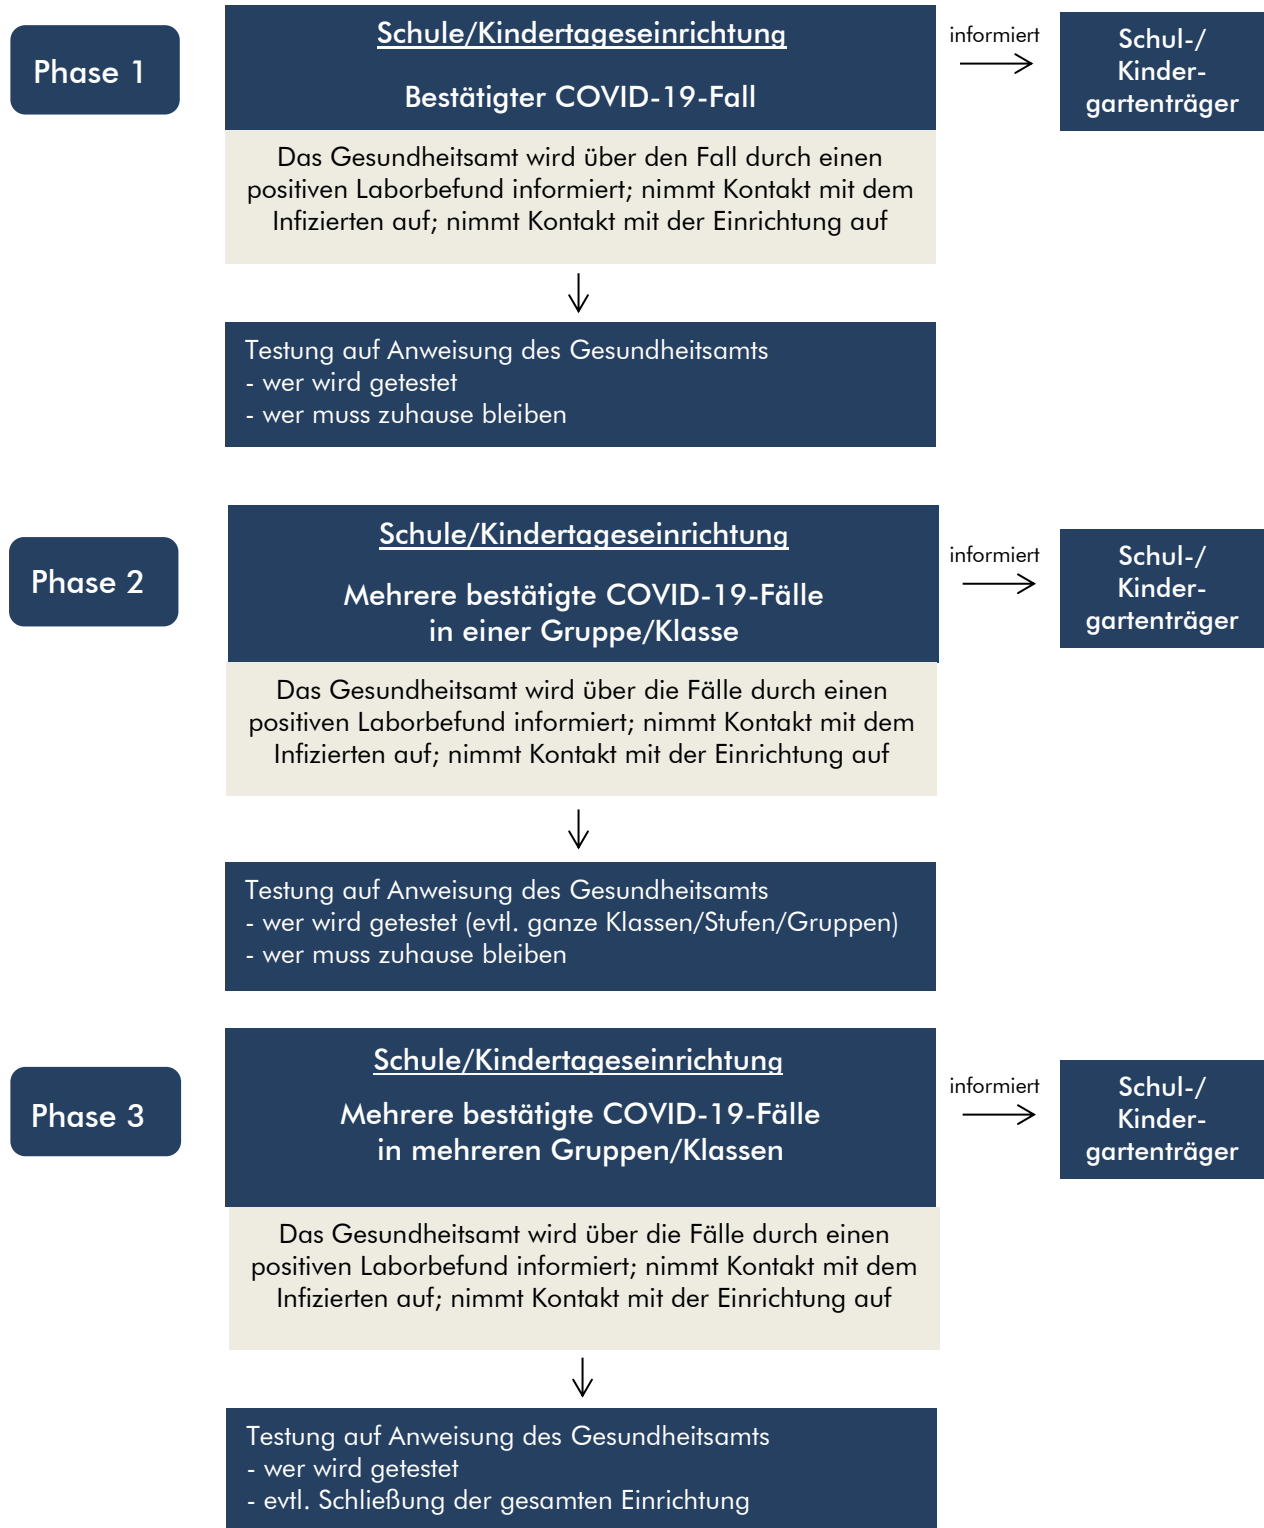 Phase 1
Schule/Kindertageseinrichtung
Bestätigter COVID-19-Fall
informiert
Schul-/
Kinder-
gartenträger
Das Gesundheitsamt wird über den Fall durch einen
positiven Laborbefund informiert; nimmt Kontakt mit dem
Infizierten auf; nimmt Kontakt mit der Einrichtung auf
Testung auf Anweisung des Gesundheitsamts
- wer wird getestet
- wer muss zuhause bleiben
Phase 2
Schule/Kindertageseinrichtung
Mehrere bestätigte COVID-19-Fälle
in einer Gruppe/Klasse
informiert
Schul-/
Kinder-
gartenträger
Das Gesundheitsamt wird über die Fälle durch einen
positiven Laborbefund informiert; nimmt Kontakt mit dem
Infizierten auf; nimmt Kontakt mit der Einrichtung auf
Testung auf Anweisung des Gesundheitsamts
- wer wird getestet (evtl. ganze Klassen/Stufen/Gruppen)
- wer muss zuhause bleiben
Phase 3
Schule/Kindertageseinrichtung
Mehrere bestätigte COVID-19-Fälle
in mehreren Gruppen/Klassen
informiert
Schul-/
Kinder-
gartenträger
Das Gesundheitsamt wird über die Fälle durch einen
positiven Laborbefund informiert; nimmt Kontakt mit dem
Infizierten auf; nimmt Kontakt mit der Einrichtung auf
Testung auf Anweisung des Gesundheitsamts
- wer wird getestet
- evtl. Schließung der gesamten Einrichtung